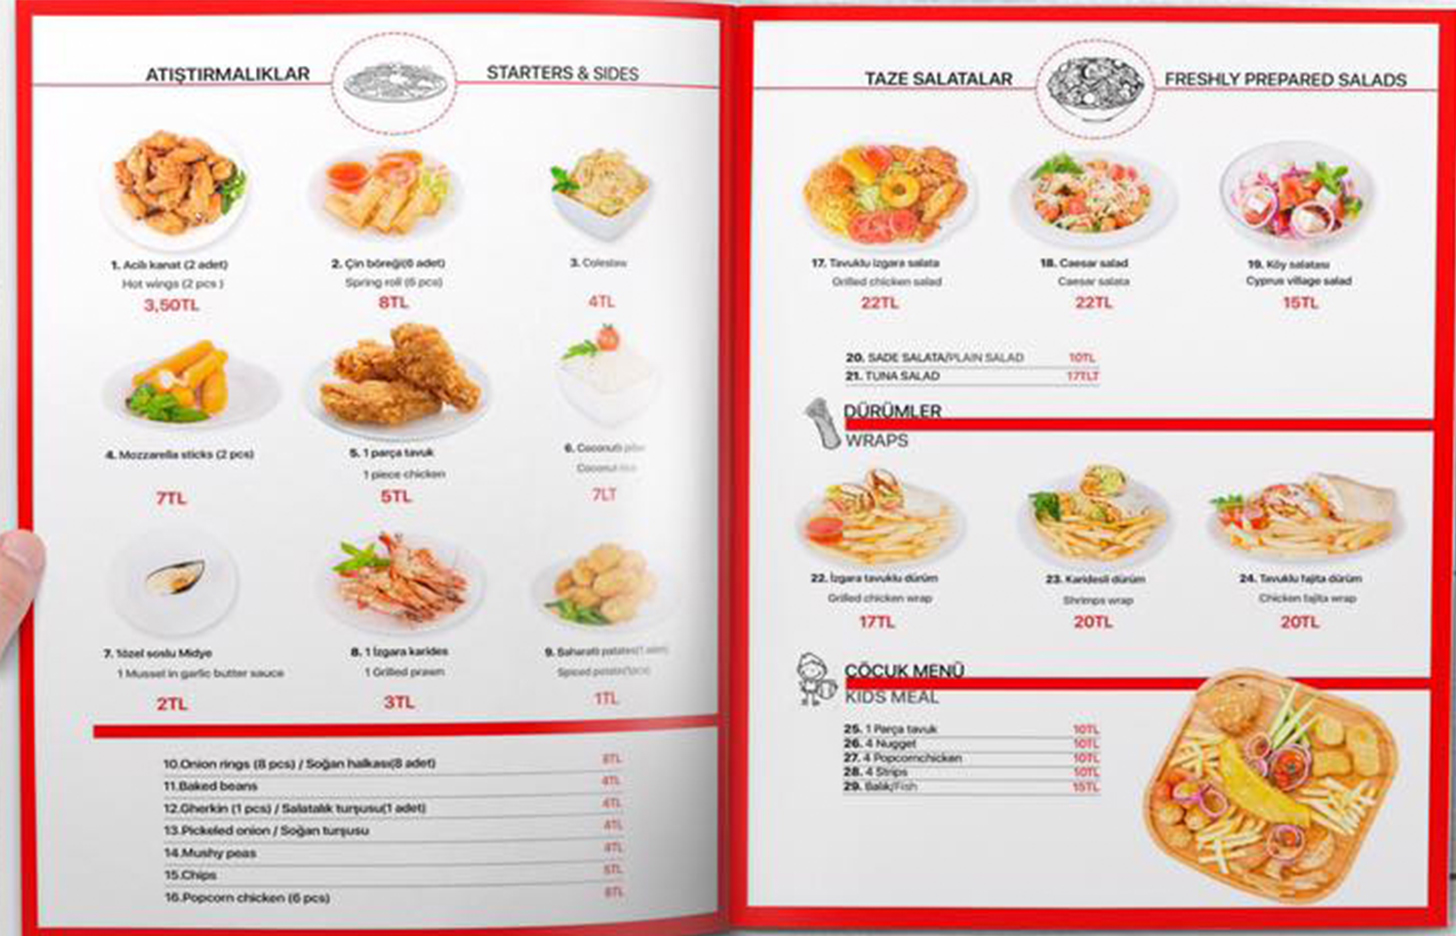 ATIŞTIRMALIKLAR
STARTERS & SIDES
1. Acılı kanat (2 adet)
Hot wings (2 pcs )
3,50TL
2. Çin böreği(6 adet)
Spring roll (6 pcs)
8TL
3. Coleslaw
4TL
4. Mozzarella sticks (2 pcs)
7TL
5. 1 parça tavuk
1 piece chicken
5TL
6. Coconutlı
Coconut
7LT
7. 1özel soslu Midye
1 Mussel in garlic butter sauce
2TL
8. 1 Izgara karides
1 Grilled prawn
3TL
9. Baharatlı patates(1 adet)
Spiced potato(1pcs)
1TL
10.Onion rings (8 pcs) / Soğan halkası(8 adet) 8TL
11.Baked beans 4TL
12.Gherkin (1 pcs) / Salatalık turşusu(1 adet) 4TL
13.Pickeled onion / Soğan turşusu 4TL
14.Mushy peas 4TL
15.Chips 5TL
16.Popcorn chicken (6 pcs) 8TL
TAZE SALATALAR
FRESHLY PREPARED SALADS
17. Tavuklu ızgara salata
Grilled chicken salad
22TL
18. Caesar salad
Caesar salata
22TL
19. Köy salatası
Cyprus village salad
15TL
20. SADE SALATA/PLAIN SALAD 10TL
21. TUNA SALAD 17TLT
DÜRÜMLER
WRAPS
22. Izgara tavuklu dürüm
Grilled chicken wrap
17TL
23. Karidesli dürüm
Shrimps wrap
20TL
24. Tavuklu fajita dürüm
Chicken fajita wrap
20TL
ÇÖCUK MENÜ
KIDS MEAL
25. 1 Parça tavuk 10TL
26. 4 Nugget 10TL
27. 4 Popcornchicken 10TL
28. 4 Strips 10TL
29. Balık/Fish 15TL